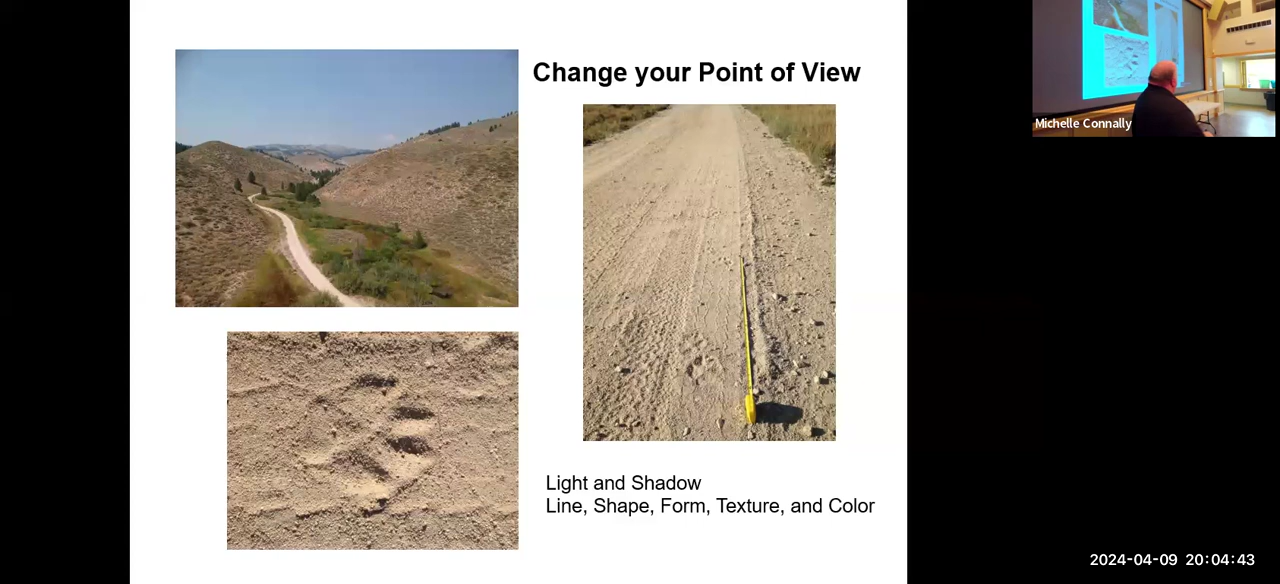 Change your Point of View
Michelle Connally
Light and Shadow
Line, Shape, Form, Texture, and Color
2024-04-09 20:04:43